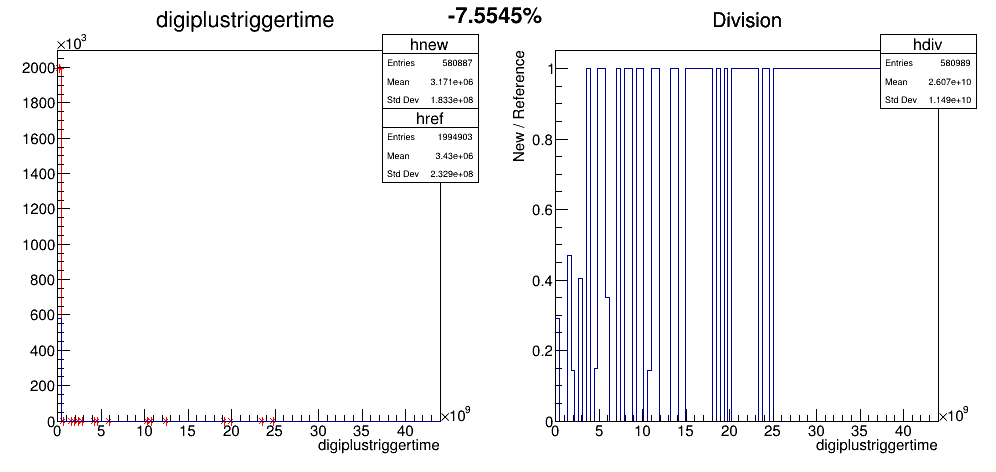 digiplustriggertime
-7.5545%
Division
×10³
hnew
Entries 580887
Mean 3.171e+06
Std Dev 1.833e+08
href
Entries 1994903
Mean 3.43e+06
Std Dev 2.329e+08
2000
1800
1600
1400
1200
1000
800
600
400
200
0
0 5 10 15 20 25 30 35 40 ×10⁹
digiplustriggertime
New / Reference
hdiv
Entries 580989
Mean 2.607e+10
Std Dev 1.149e+10
1
0.8
0.6
0.4
0.2
0
0 5 10 15 20 25 30 35 40 ×10⁹
digiplustriggertime